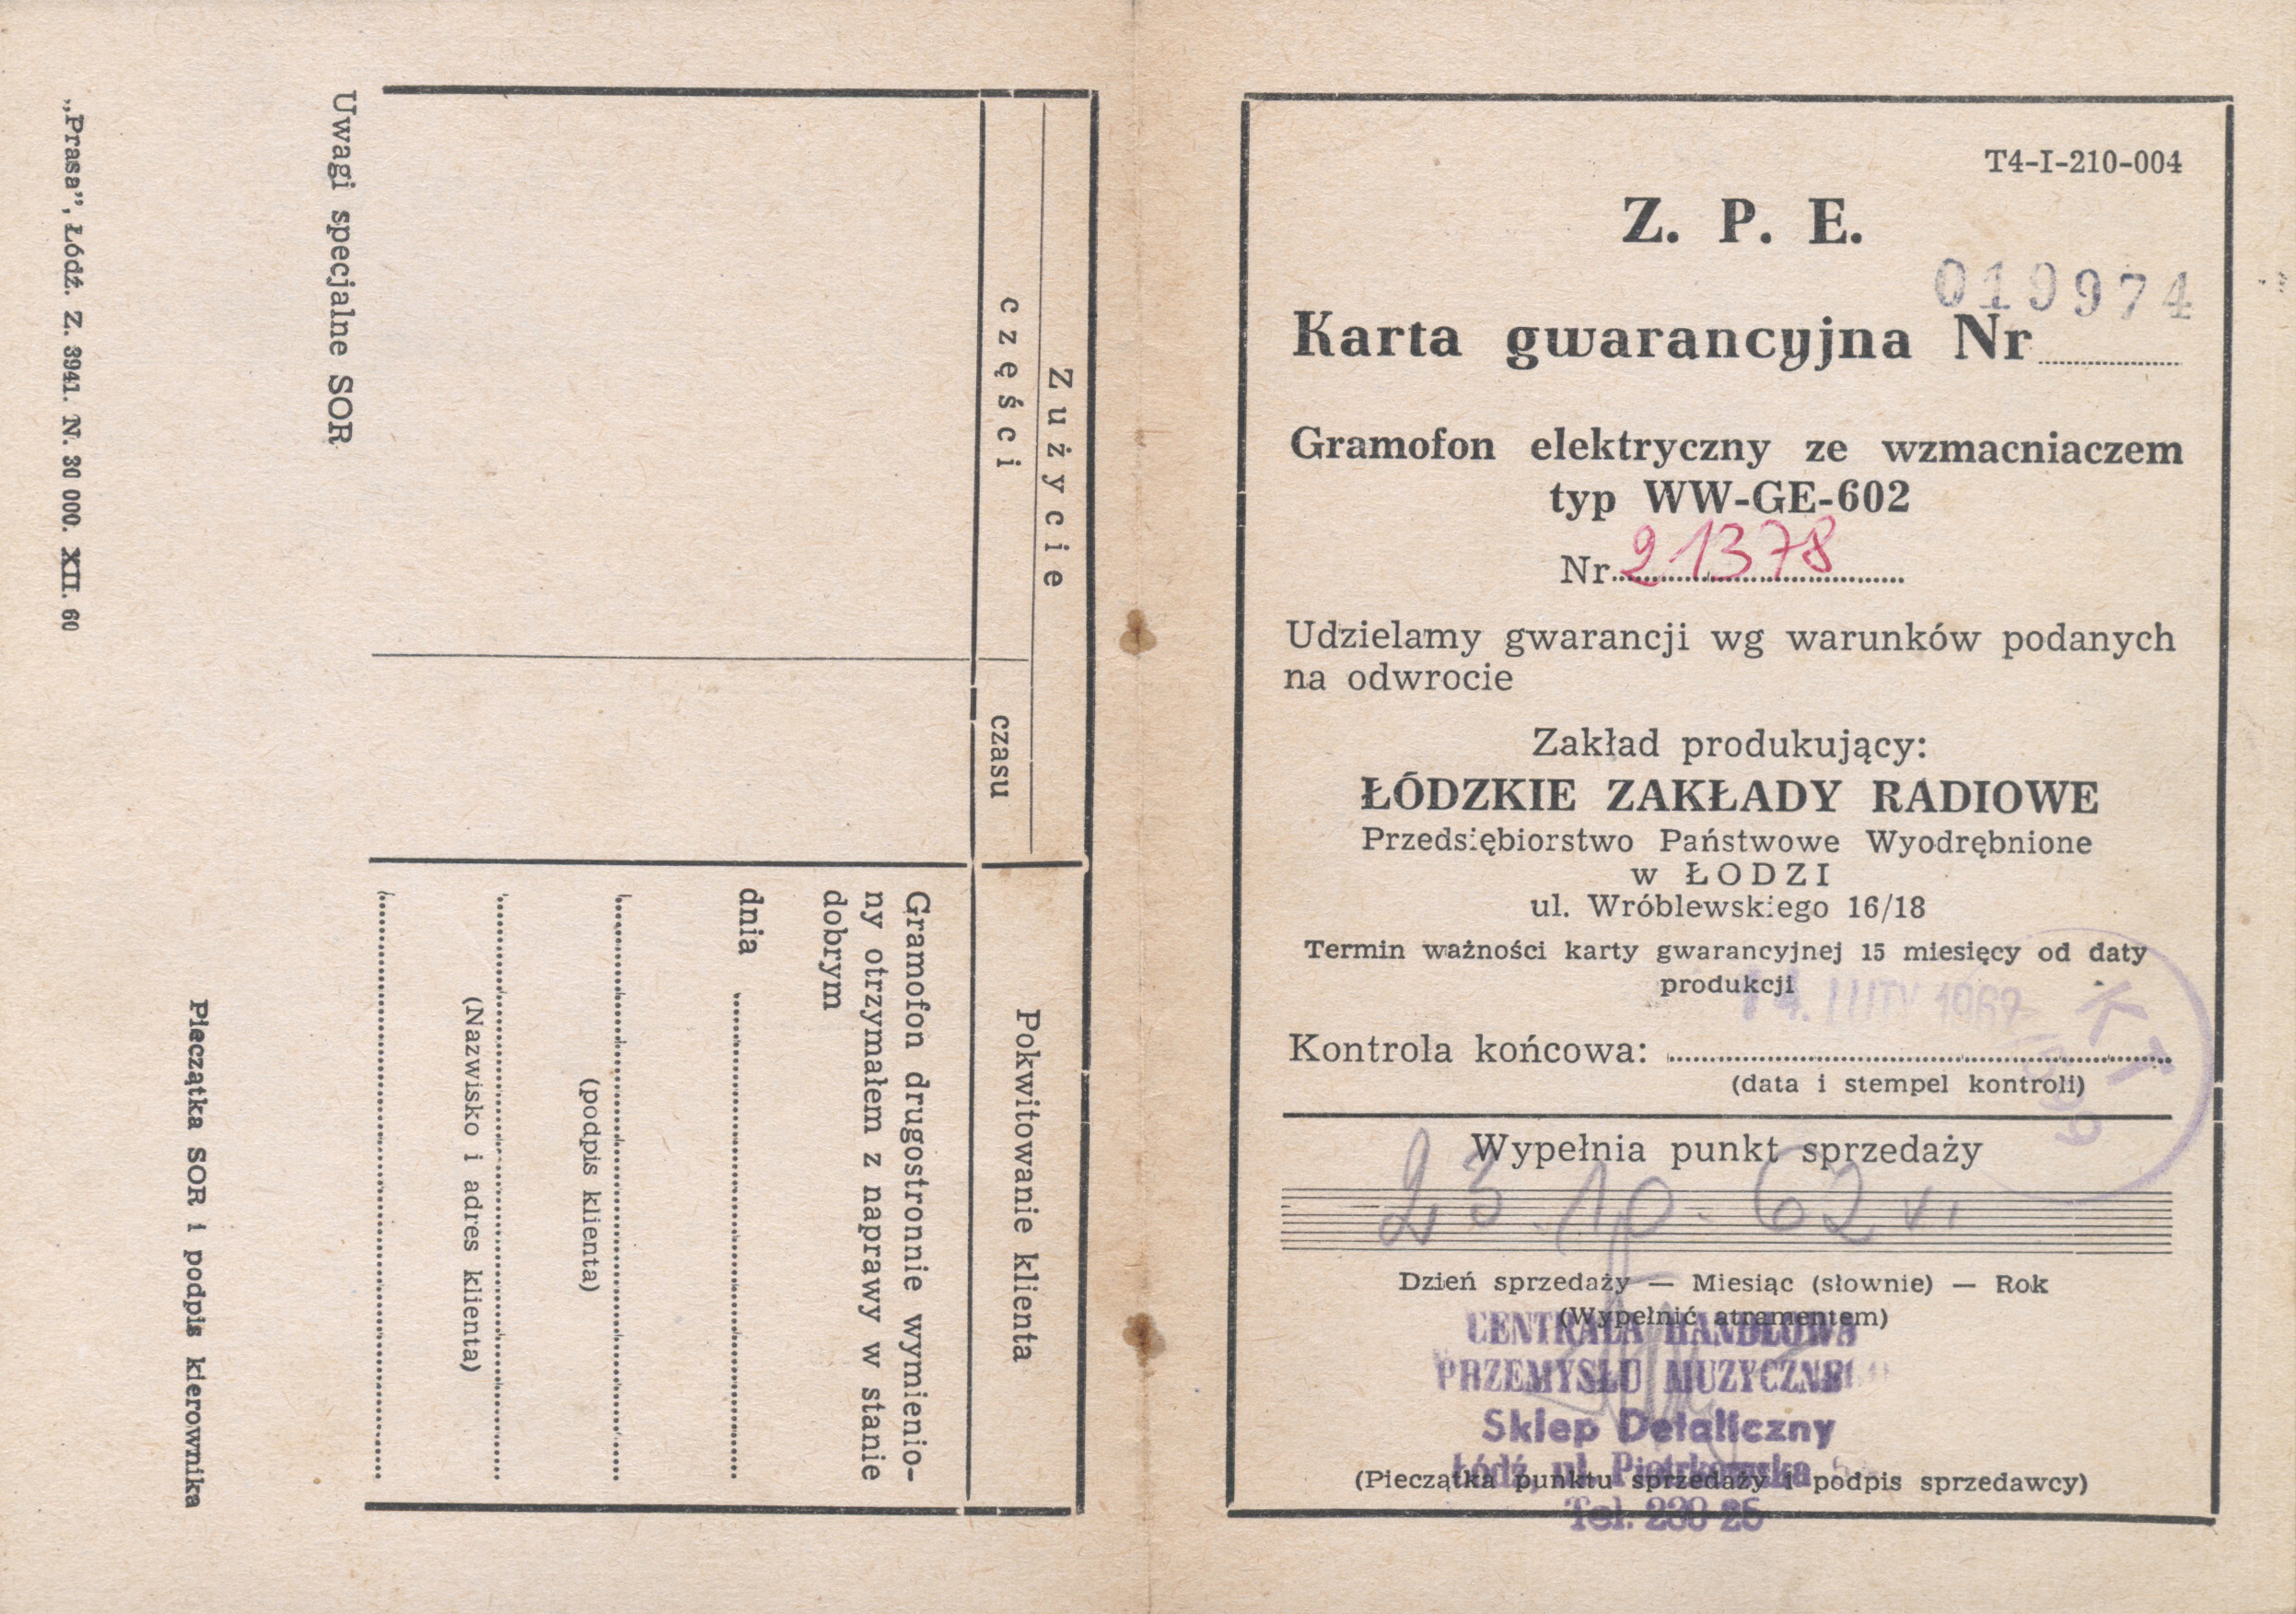 „Prasa”, Łódź. Z. 3941. N. 30 000. XII. 60
Uwagi specjalne SOR
Pieczątka SOR i podpis kierownika
Zużycie
części
czasu
Pokwitowanie klienta
Gramofon drugostronnie wymienio-
ny otrzymałem z naprawy w stanie
dobrym
dnia
(podpis klienta)
(Nazwisko i adres klienta)
T4-I-210-004
Z. P. E.
019974
Karta gwarancyjna Nr
Gramofon elektryczny ze wzmacniaczem
typ WW-GE-602
Nr 21378
Udzielamy gwarancji wg warunków podanych
na odwrocie
Zakład produkujący:
ŁÓDZKIE ZAKŁADY RADIOWE
Przedsiębiorstwo Państwowe Wyodrębnione
w ŁODZI
ul. Wróblewskiego 16/18
Termin ważności karty gwarancyjnej 15 miesięcy od daty
produkcji
14. LUTY 1962
KT
Kontrola końcowa:
(data i stempel kontroli)
Wypełnia punkt sprzedaży
23.10.62
Dzień sprzedaży — Miesiąc (słownie) — Rok
(Wypełnić atramentem)
CENTRALA HANDLOWA
PRZEMYSŁU MUZYCZNEGO
Sklep Detaliczny
Łódź, ul. Piotrkowska
(Pieczątka punktu sprzedaży i podpis sprzedawcy)
Tel. 239 25